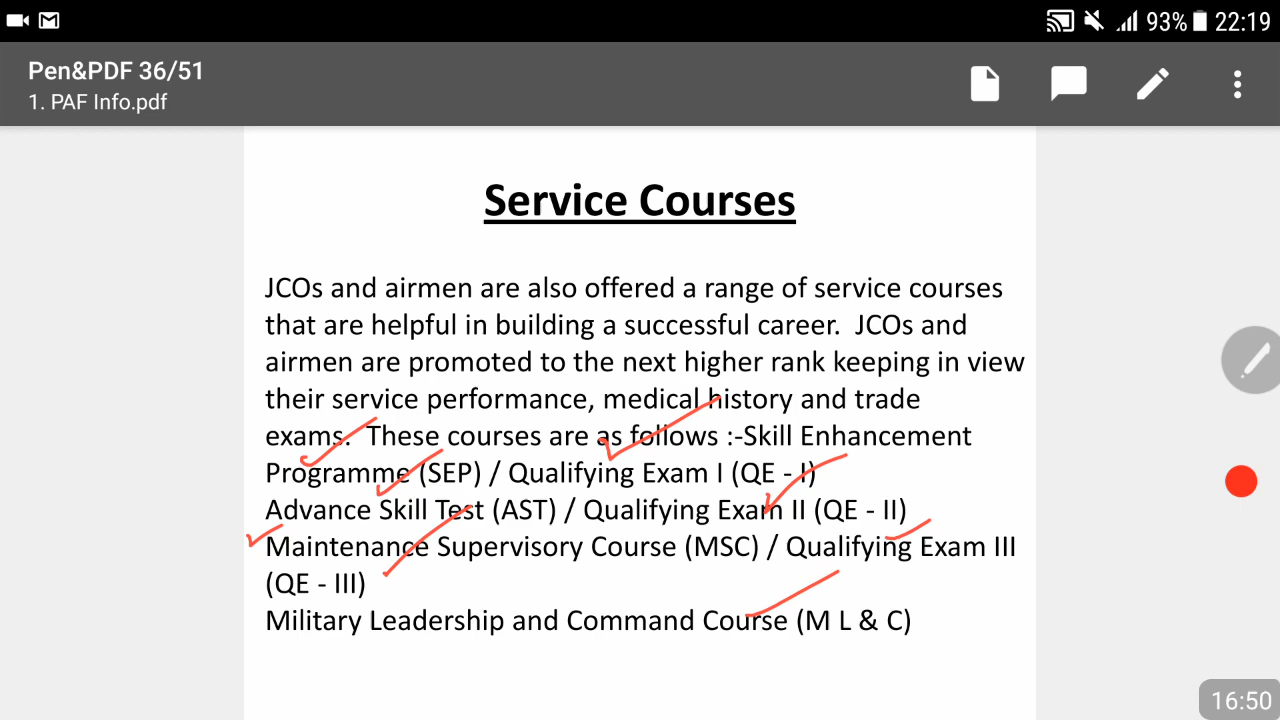 93% 22:19
Pen&PDF 36/51
1. PAF Info.pdf
Service Courses
JCOs and airmen are also offered a range of service courses
that are helpful in building a successful career.  JCOs and
airmen are promoted to the next higher rank keeping in view
their service performance, medical history and trade
exams.  These courses are as follows :-Skill Enhancement
Programme (SEP) / Qualifying Exam I (QE - I)
Advance Skill Test (AST) / Qualifying Exam II (QE - II)
Maintenance Supervisory Course (MSC) / Qualifying Exam III
(QE - III)
Military Leadership and Command Course (M L & C)
16:50